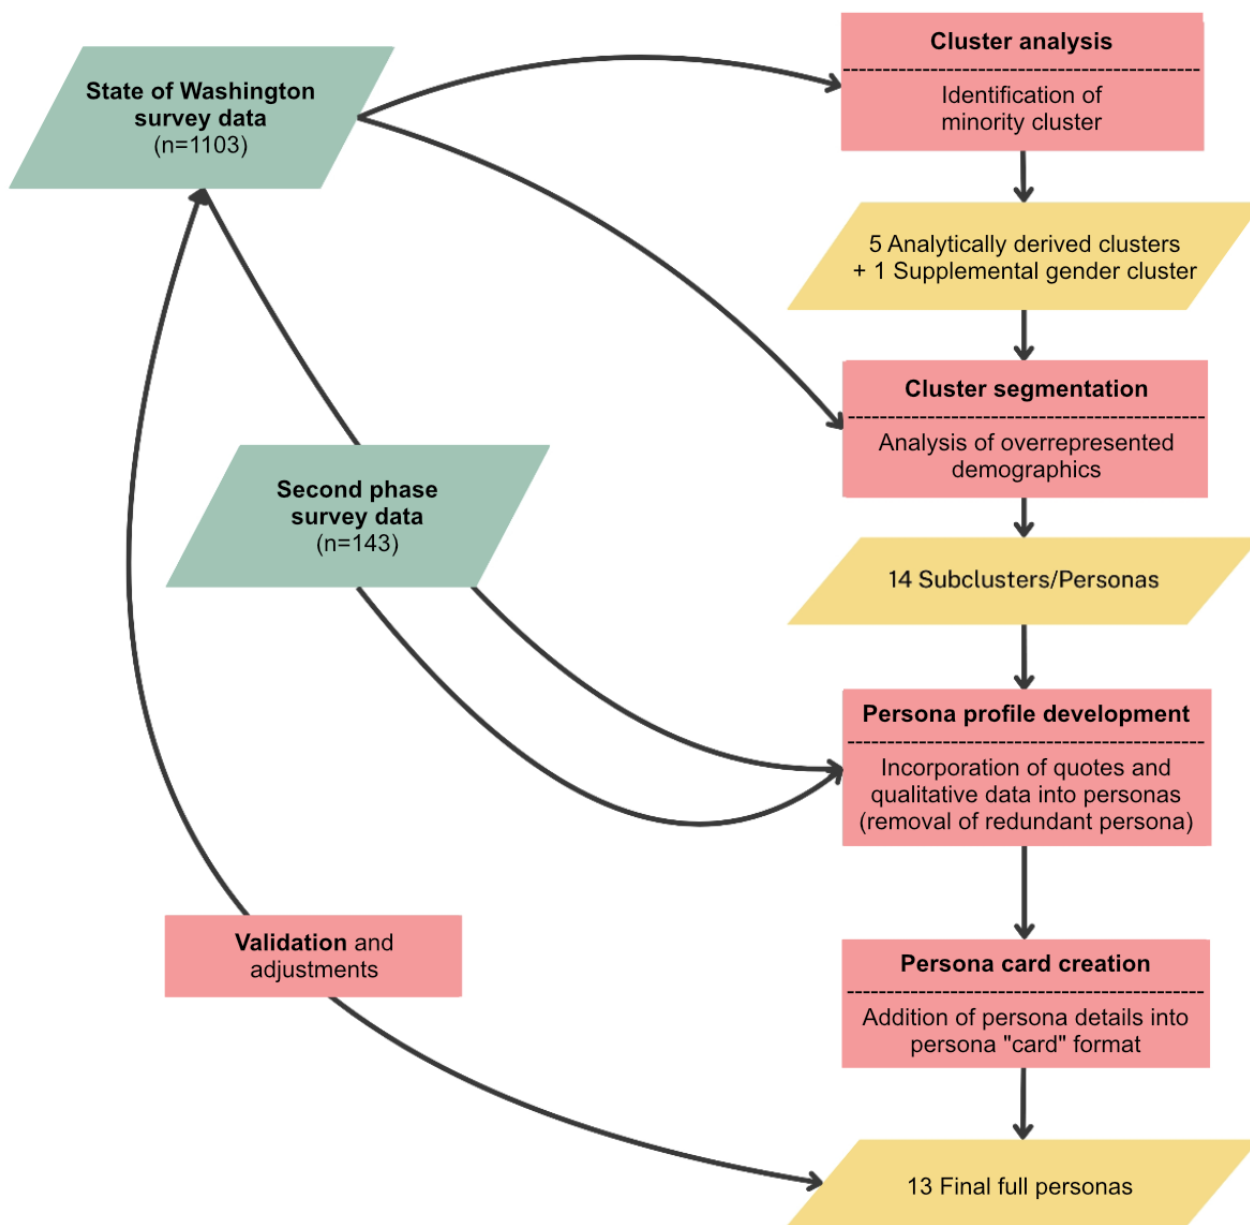 State of Washington
survey data
(n=1103)
Cluster analysis
Identification of
minority cluster
5 Analytically derived clusters
+ 1 Supplemental gender cluster
Cluster segmentation
Analysis of overrepresented
demographics
Second phase
survey data
(n=143)
14 Subclusters/Personas
Persona profile development
Incorporation of quotes and
qualitative data into personas
(removal of redundant persona)
Validation and
adjustments
Persona card creation
Addition of persona details into
persona "card" format
13 Final full personas